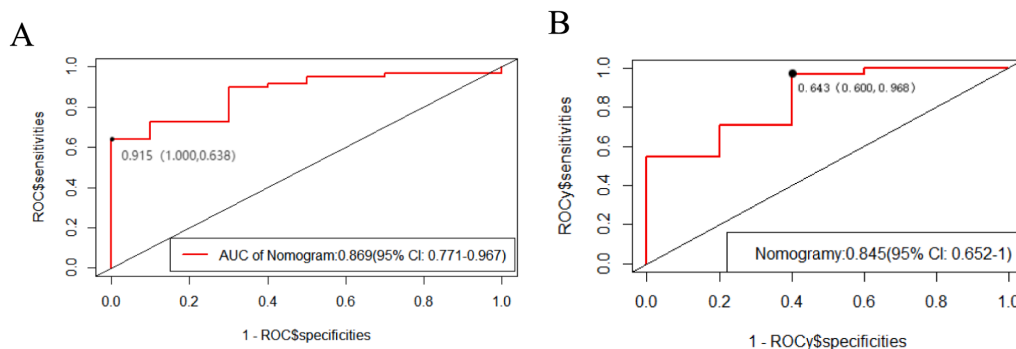 A
ROC$sensitivities
1.0
0.8
0.6
0.4
0.2
0.0
0.915 (1.000,0.638)
AUC of Nomogram:0.869(95% CI: 0.771-0.967)
0.0 0.2 0.4 0.6 0.8 1.0
1 - ROC$specificities
B
ROCy$sensitivities
1.0
0.8
0.6
0.4
0.2
0.0
0.643 (0.600, 0.968)
Nomogramy:0.845(95% CI: 0.652-1)
0.0 0.2 0.4 0.6 0.8 1.0
1 - ROCy$specificities